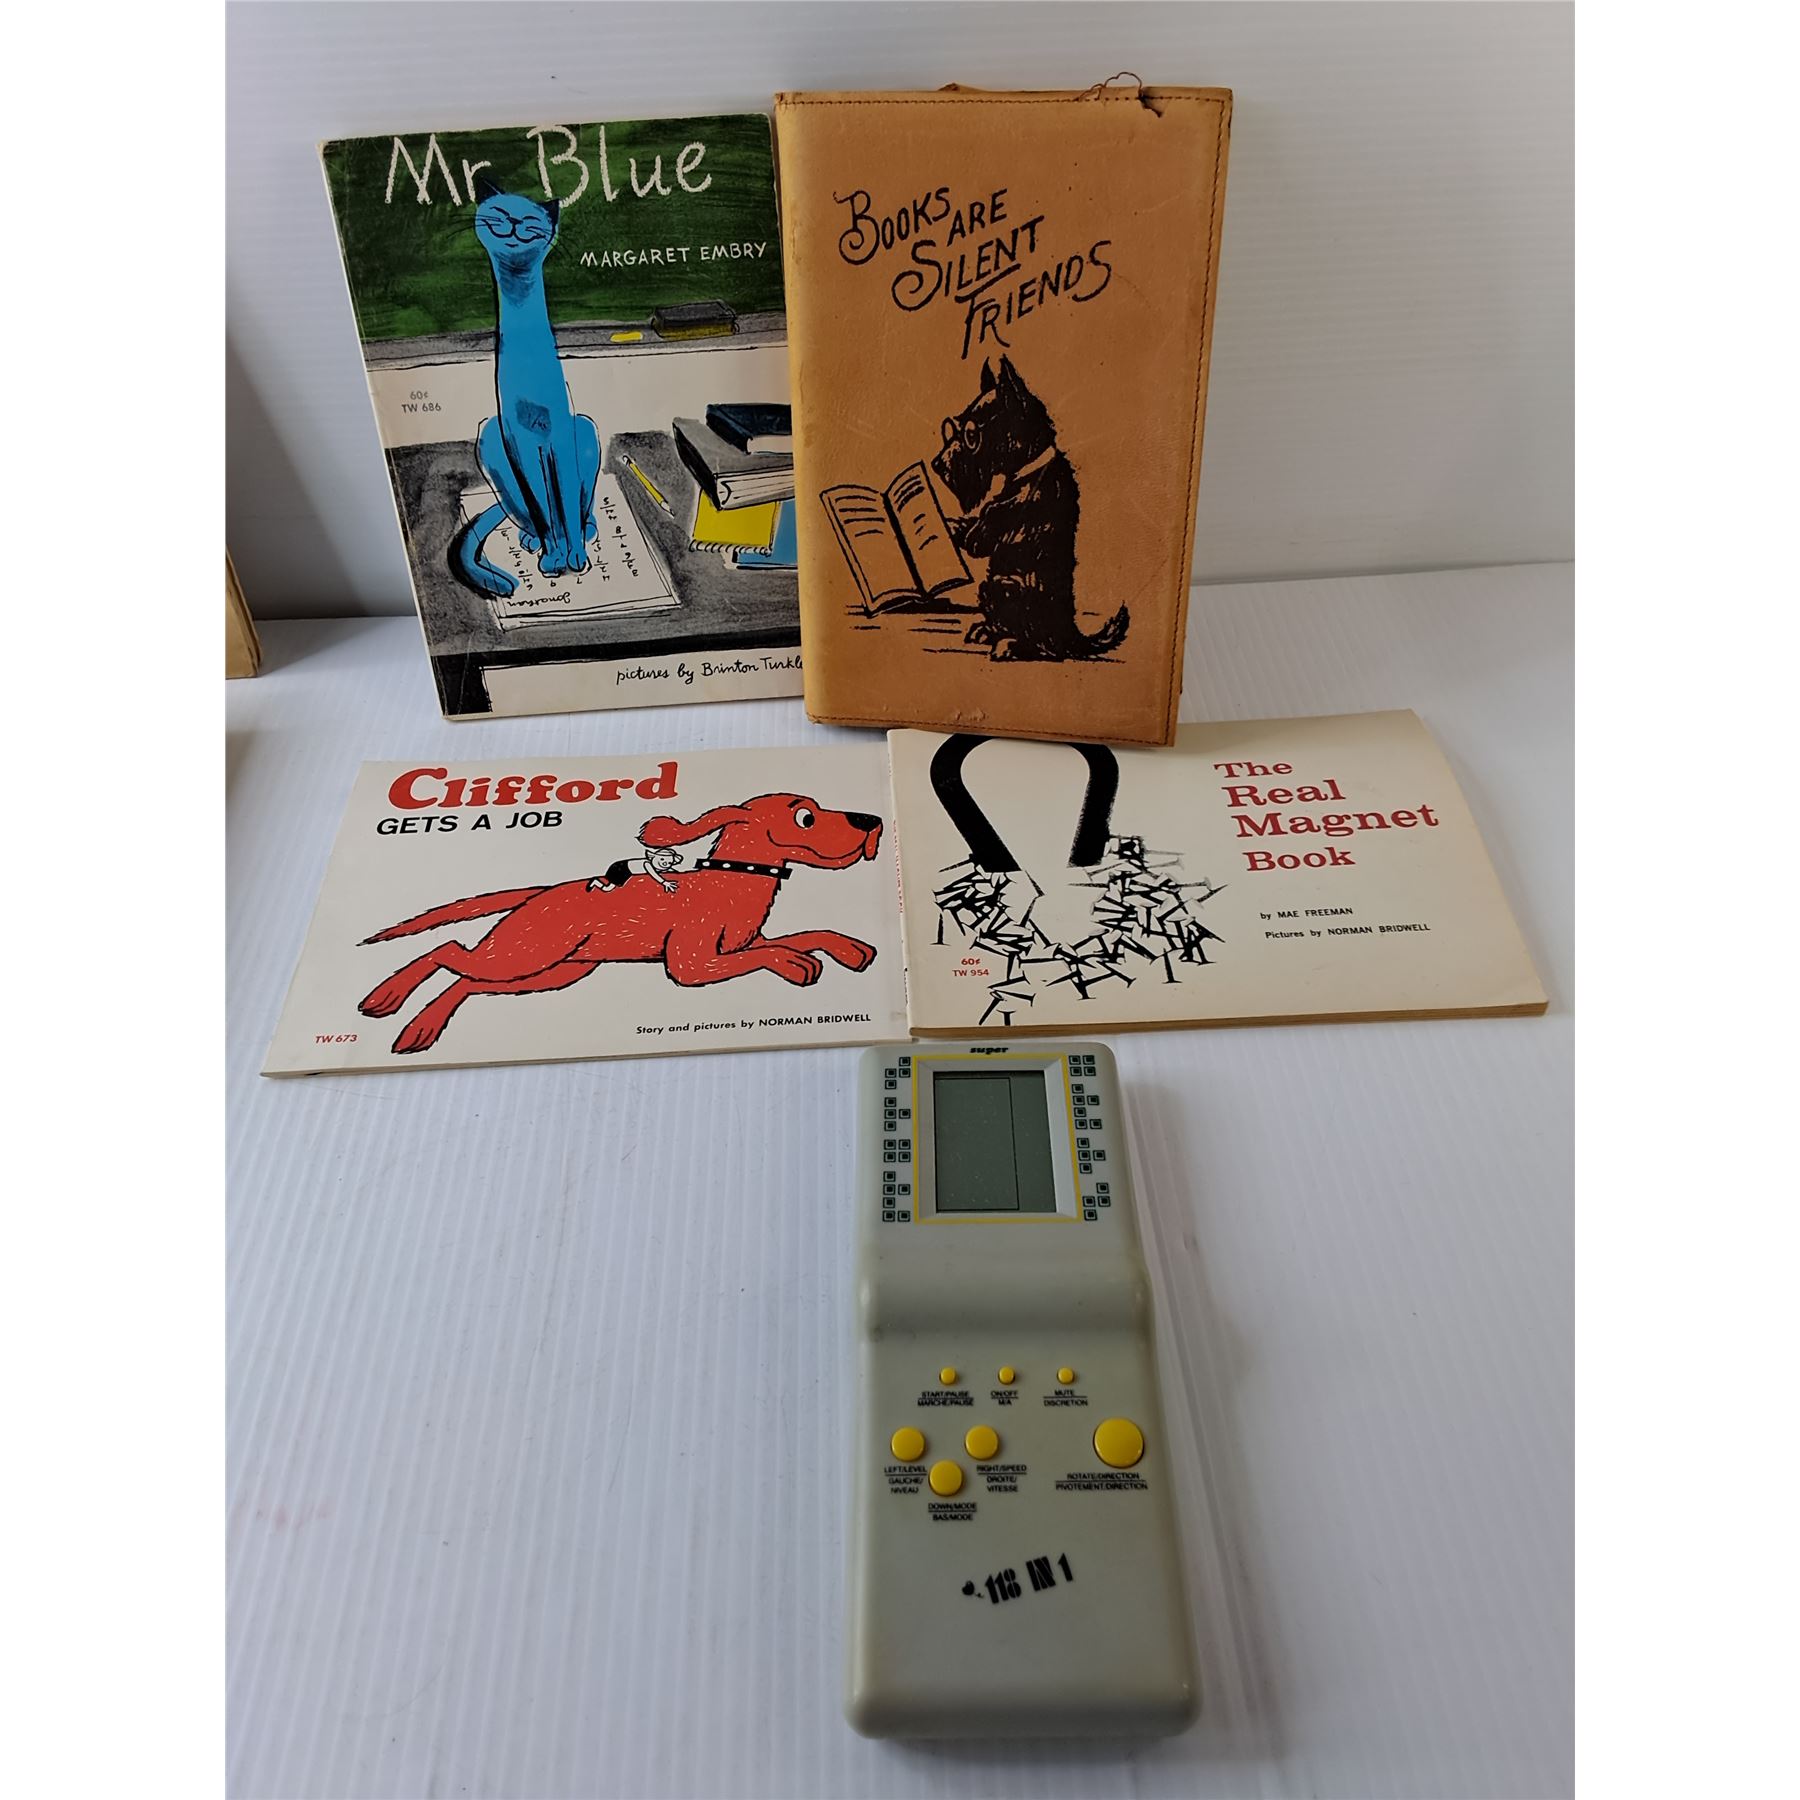 Mr Blue
MARGARET EMBRY
60¢
TW 686
Jonathan
pictures by Brinton Turkle
BOOKS ARE
SILENT
FRIENDS
Clifford
GETS A JOB
TW 673
Story and pictures by NORMAN BRIDWELL
The
Real
Magnet
Book
by MAE FREEMAN
Pictures by NORMAN BRIDWELL
60¢
TW 954
super
START/PAUSE
MARCHE/PAUSE
ON/OFF
M/A
MUTE
DISCRETION
LEFT/LEVEL
GAUCHE/
NIVEAU
RIGHT/SPEED
DROITE/
VITESSE
DOWN/MODE
BAS/MODE
ROTATE/DIRECTION
PIVOTEMENT/DIRECTION
118 IN 1